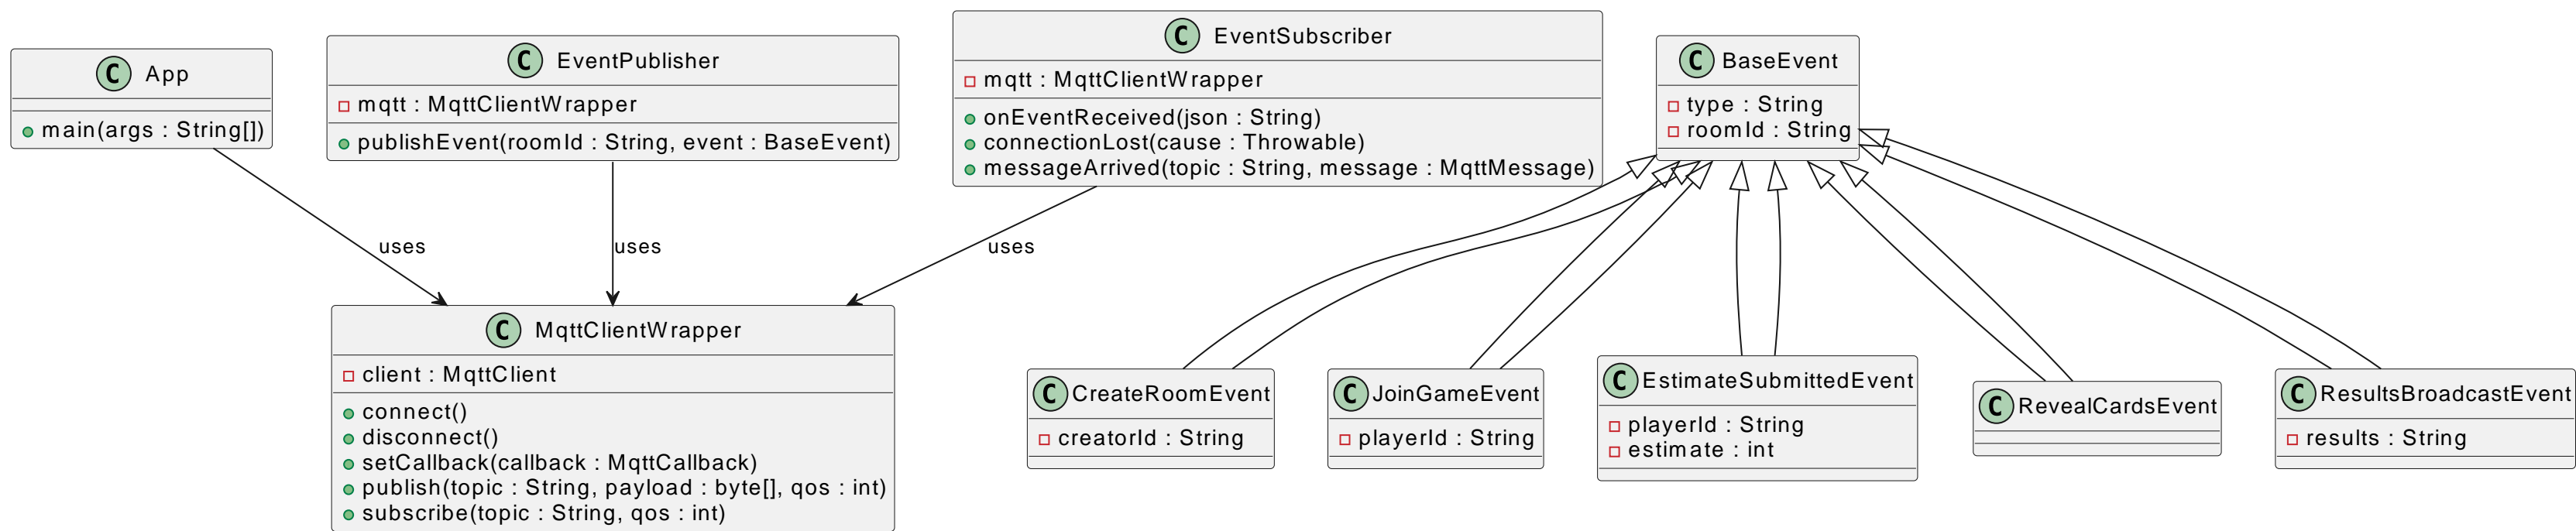 C App
main(args : String[])
C EventPublisher
mqtt : MqttClientWrapper
publishEvent(roomId : String, event : BaseEvent)
C EventSubscriber
mqtt : MqttClientWrapper
onEventReceived(json : String)
connectionLost(cause : Throwable)
messageArrived(topic : String, message : MqttMessage)
C BaseEvent
type : String
roomId : String
uses
uses
uses
C MqttClientWrapper
client : MqttClient
connect()
disconnect()
setCallback(callback : MqttCallback)
publish(topic : String, payload : byte[], qos : int)
subscribe(topic : String, qos : int)
C CreateRoomEvent
creatorId : String
C JoinGameEvent
playerId : String
C EstimateSubmittedEvent
playerId : String
estimate : int
C RevealCardsEvent
C ResultsBroadcastEvent
results : String